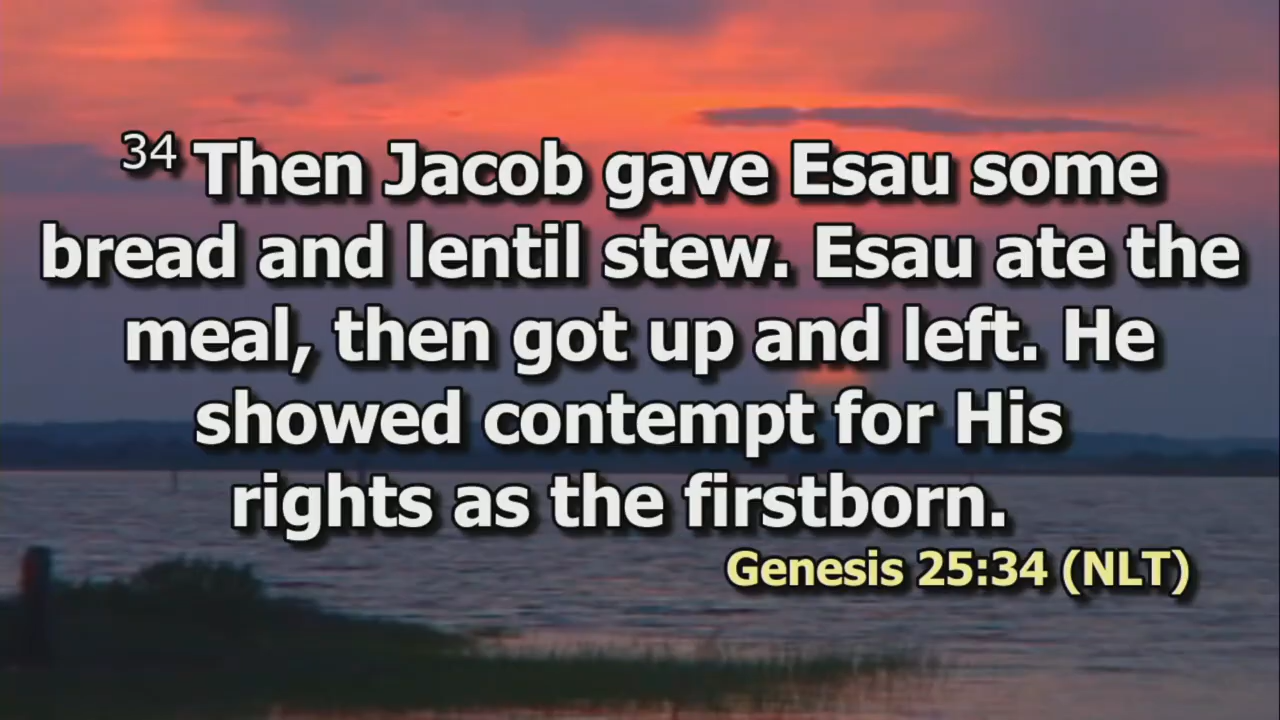 34 Then Jacob gave Esau some
bread and lentil stew. Esau ate the
meal, then got up and left. He
showed contempt for His
rights as the firstborn.
Genesis 25:34 (NLT)